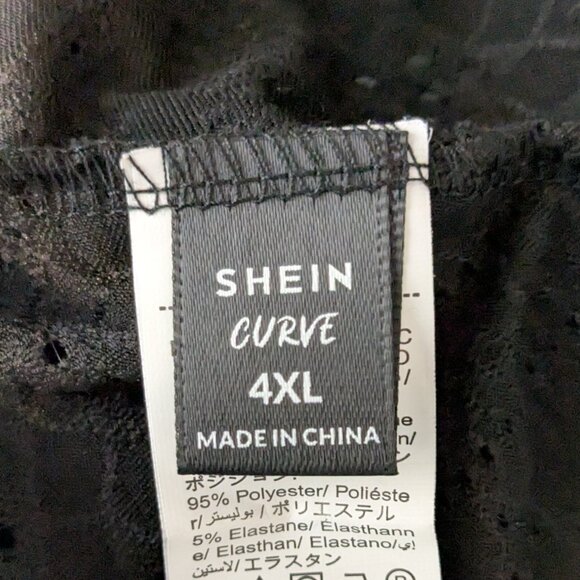 SHEIN
CURVE
4XL
MADE IN CHINA
ポジション:
95% Polyester/ Poliéste
r/بوليستر/ ポリエステル
5% Elastane/ Élasthann
e/ Elasthan/ Elastano/إي
لاستين/ エラスタン